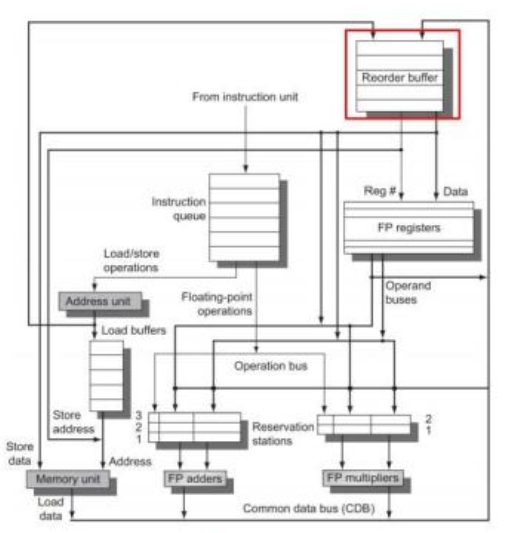 Reorder buffer
From instruction unit
Reg #
Data
Instruction
queue
FP registers
Load/store
operations
Operand
buses
Address unit
Floating-point
operations
Load buffers
Operation bus
Store
address
3
2
1
Reservation
stations
2
1
Store
data
Address
Memory unit
FP adders
FP multipliers
Load
data
Common data bus (CDB)